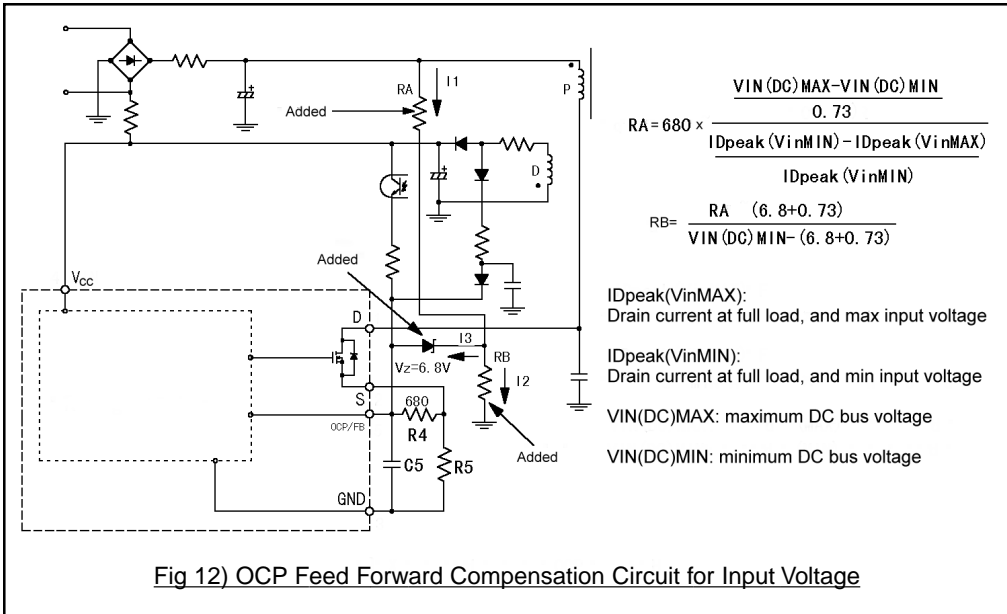 RA
I1
Added
P
D
Added
VCC
D
I3
VZ=6.8V
RB
I2
S
680
OCP/FB
R4
Added
C5
R5
GND
VIN(DC)MAX-VIN(DC)MIN
0.73
RA=680 ×
IDpeak(VinMIN)-IDpeak(VinMAX)
IDpeak(VinMIN)
RB= RA (6.8+0.73)
VIN(DC)MIN-(6.8+0.73)
IDpeak(VinMAX):
Drain current at full load, and max input voltage
IDpeak(VinMIN):
Drain current at full load, and min input voltage
VIN(DC)MAX: maximum DC bus voltage
VIN(DC)MIN: minimum DC bus voltage
Fig 12) OCP Feed Forward Compensation Circuit for Input Voltage